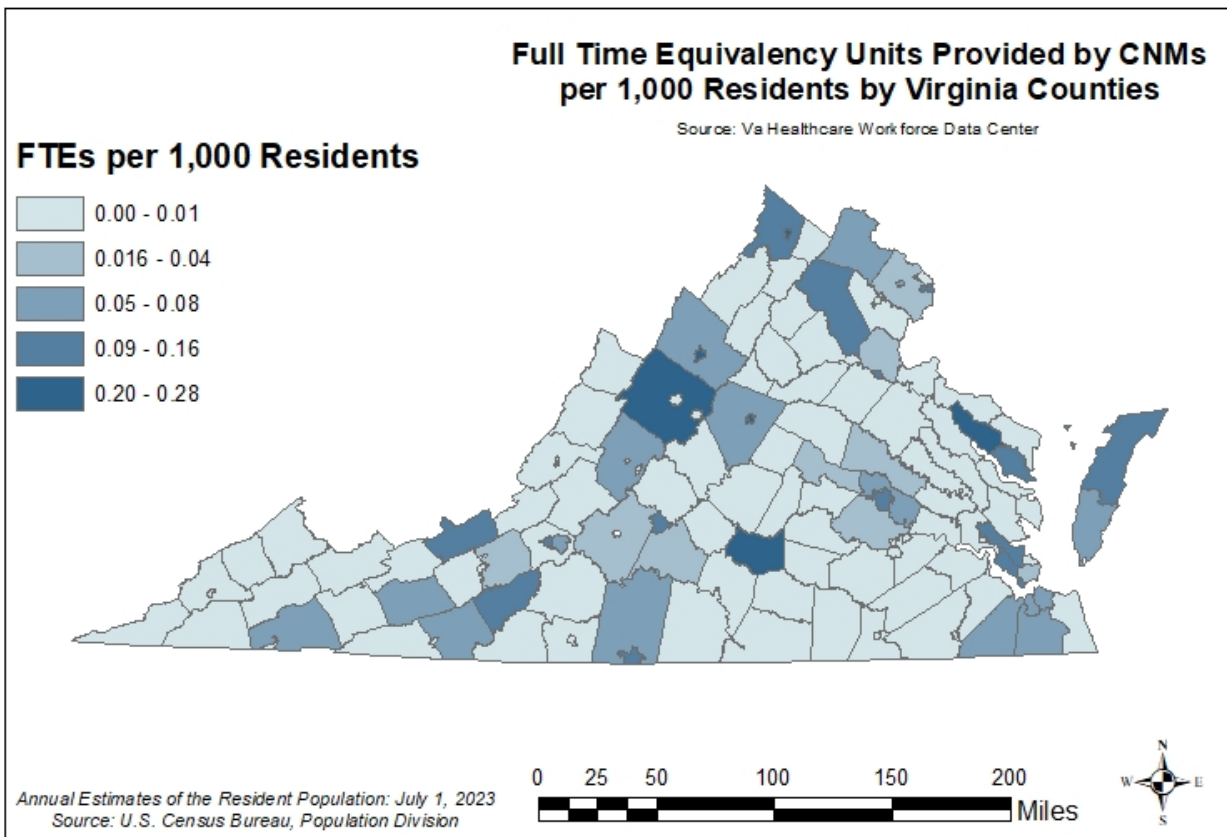 Full Time Equivalency Units Provided by CNMs
per 1,000 Residents by Virginia Counties
Source: Va Healthcare Workforce Data Center
FTEs per 1,000 Residents
0.00 - 0.01
0.016 - 0.04
0.05 - 0.08
0.09 - 0.16
0.20 - 0.28
Annual Estimates of the Resident Population: July 1, 2023
Source: U.S. Census Bureau, Population Division
0 25 50 100 150 200
Miles
N
W E
S